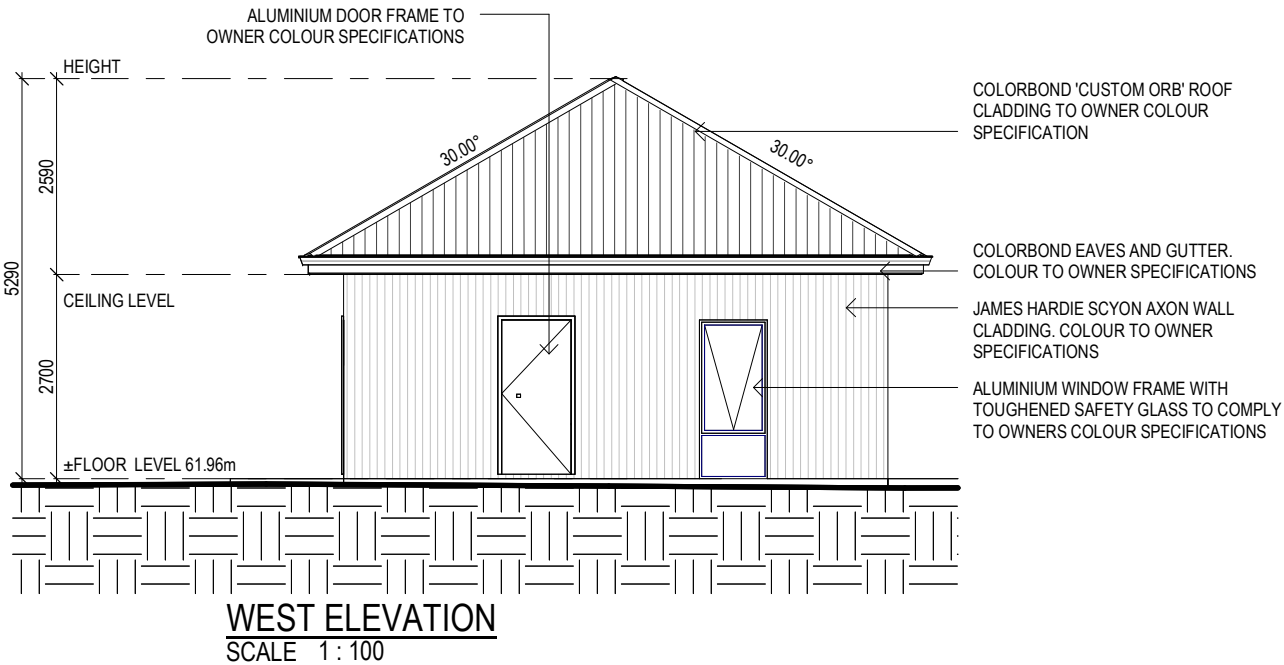 ALUMINIUM DOOR FRAME TO
OWNER COLOUR SPECIFICATIONS
HEIGHT
COLORBOND 'CUSTOM ORB' ROOF
CLADDING TO OWNER COLOUR
SPECIFICATION
30.00°
30.00°
2590
5290
COLORBOND EAVES AND GUTTER.
COLOUR TO OWNER SPECIFICATIONS
CEILING LEVEL
JAMES HARDIE SCYON AXON WALL
CLADDING. COLOUR TO OWNER
SPECIFICATIONS
2700
ALUMINIUM WINDOW FRAME WITH
TOUGHENED SAFETY GLASS TO COMPLY
TO OWNERS COLOUR SPECIFICATIONS
±FLOOR LEVEL 61.96m
WEST ELEVATION
SCALE 1 : 100